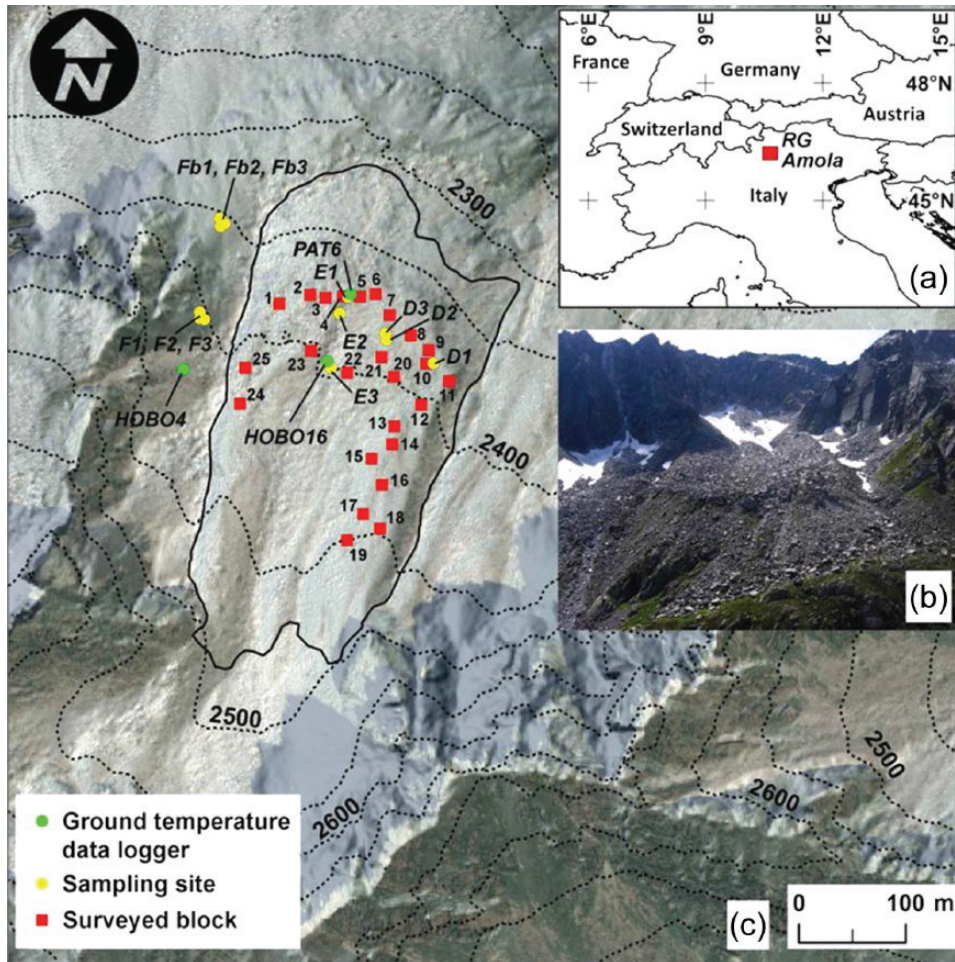 N
Fb1, Fb2, Fb3
2300
PAT6
E1
1
2
3
4
5
6
7
D3
D2
8
9
E2
F1, F2, F3
25
23
22
21
20
10
D1
11
HOBO4
24
HOBO16
E3
12
13
14
2400
15
16
17
18
19
2500
2600
2500
2600
6°E
9°E
12°E
15°E
France
Germany
48°N
Switzerland
Austria
RG
Amola
Italy
45°N
(a)
(b)
Ground temperature
data logger
Sampling site
Surveyed block
(c)
0
100 m